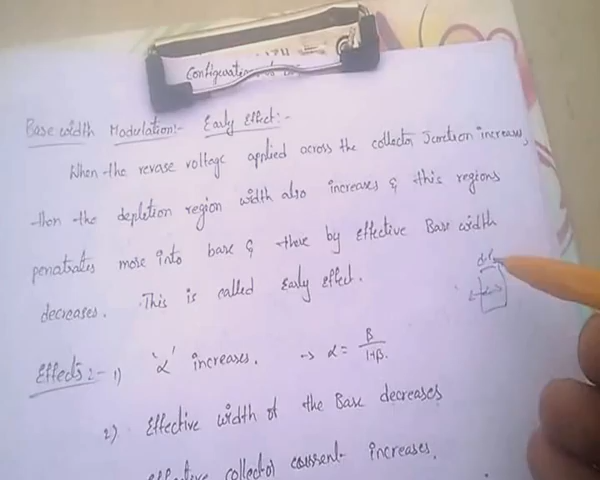 Configuration
Base width Modulation:- Early Effect:-
When the revase voltage applied across the collector Junction increases,
then the depletion region width also increases & this regions
penatrates more into base & there by effective Base width
decreases. This is called Early effect.
Effects:- 1) 'α' increases. → α = β/1+β.
2) Effective width of the Base decreases
effective collector current increases.